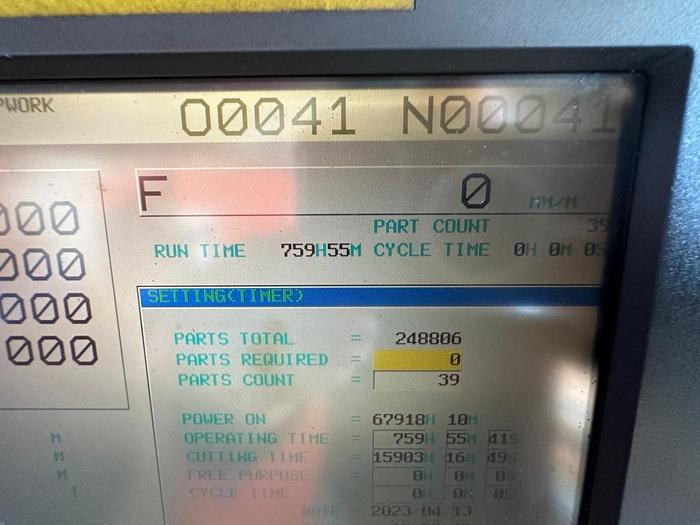 PWORK
O0041 N00041
F 0 MM/M
PART COUNT 39
RUN TIME 759H55M CYCLE TIME 0H 0M 0S
SETTING(TIMER)
000
000
000
000
PARTS TOTAL = 248806
PARTS REQUIRED = 0
PARTS COUNT = 39
POWER ON = 67918H 10M
OPERATING TIME = 759H 55M 41S
CUTTING TIME = 15903H 16M 49S
FREE PURPOSE = 0H 0M 0S
CYCLE TIME = 0H 0M 0S
DATE = 2023/04/13
M
M
M
T